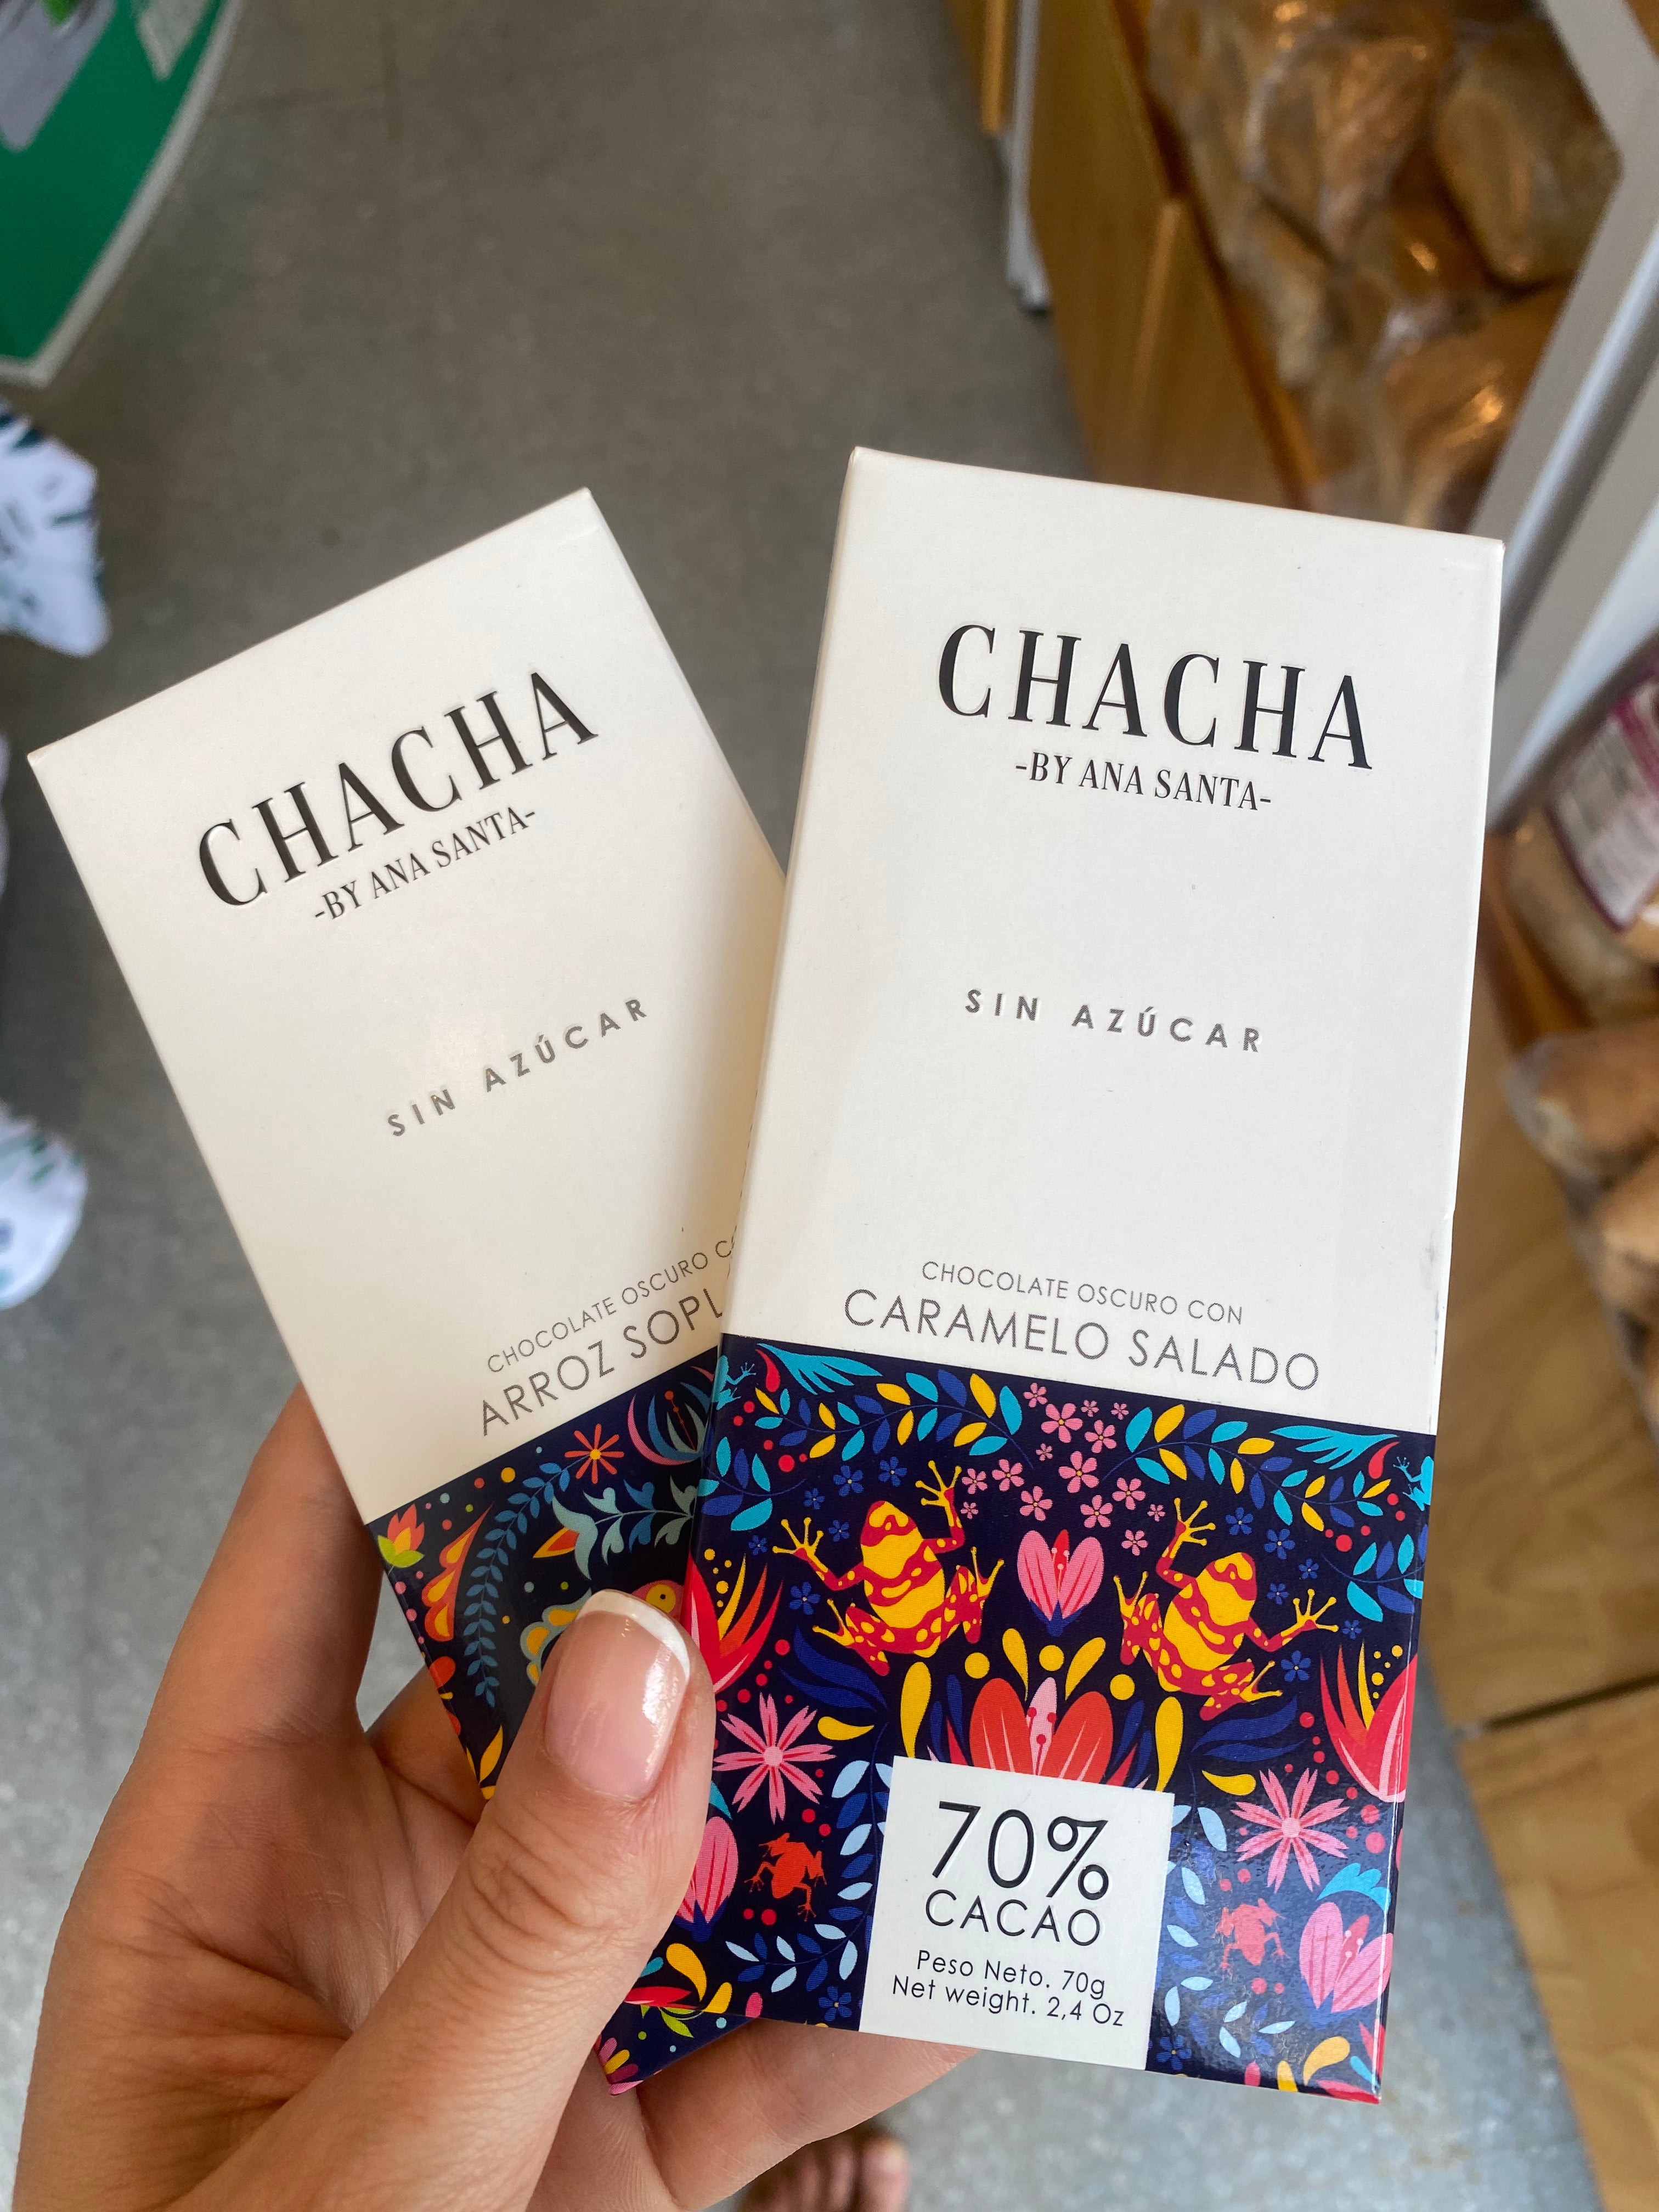 CHACHA
-BY ANA SANTA-
SIN AZÚCAR
CHOCOLATE OSCURO
ARROZ
CHACHA
-BY ANA SANTA-
SIN AZÚCAR
CHOCOLATE OSCURO CON
CARAMELO SALADO
70%
CACAO
Peso Neto. 70g
Net weight. 2,4 Oz